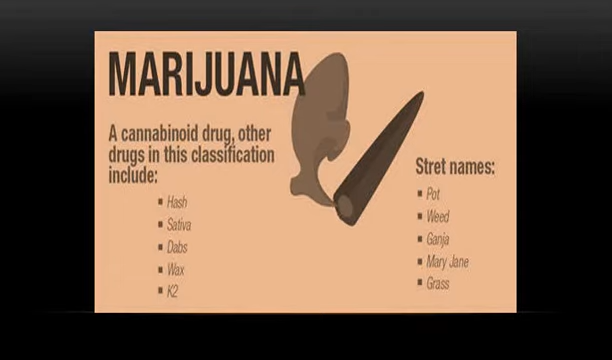 MARIJUANA
A cannabinoid drug, other
drugs in this classification
include:
▪ Hash
▪ Sativa
▪ Dabs
▪ Wax
▪ K2
Stret names:
▪ Pot
▪ Weed
▪ Ganja
▪ Mary Jane
▪ Grass